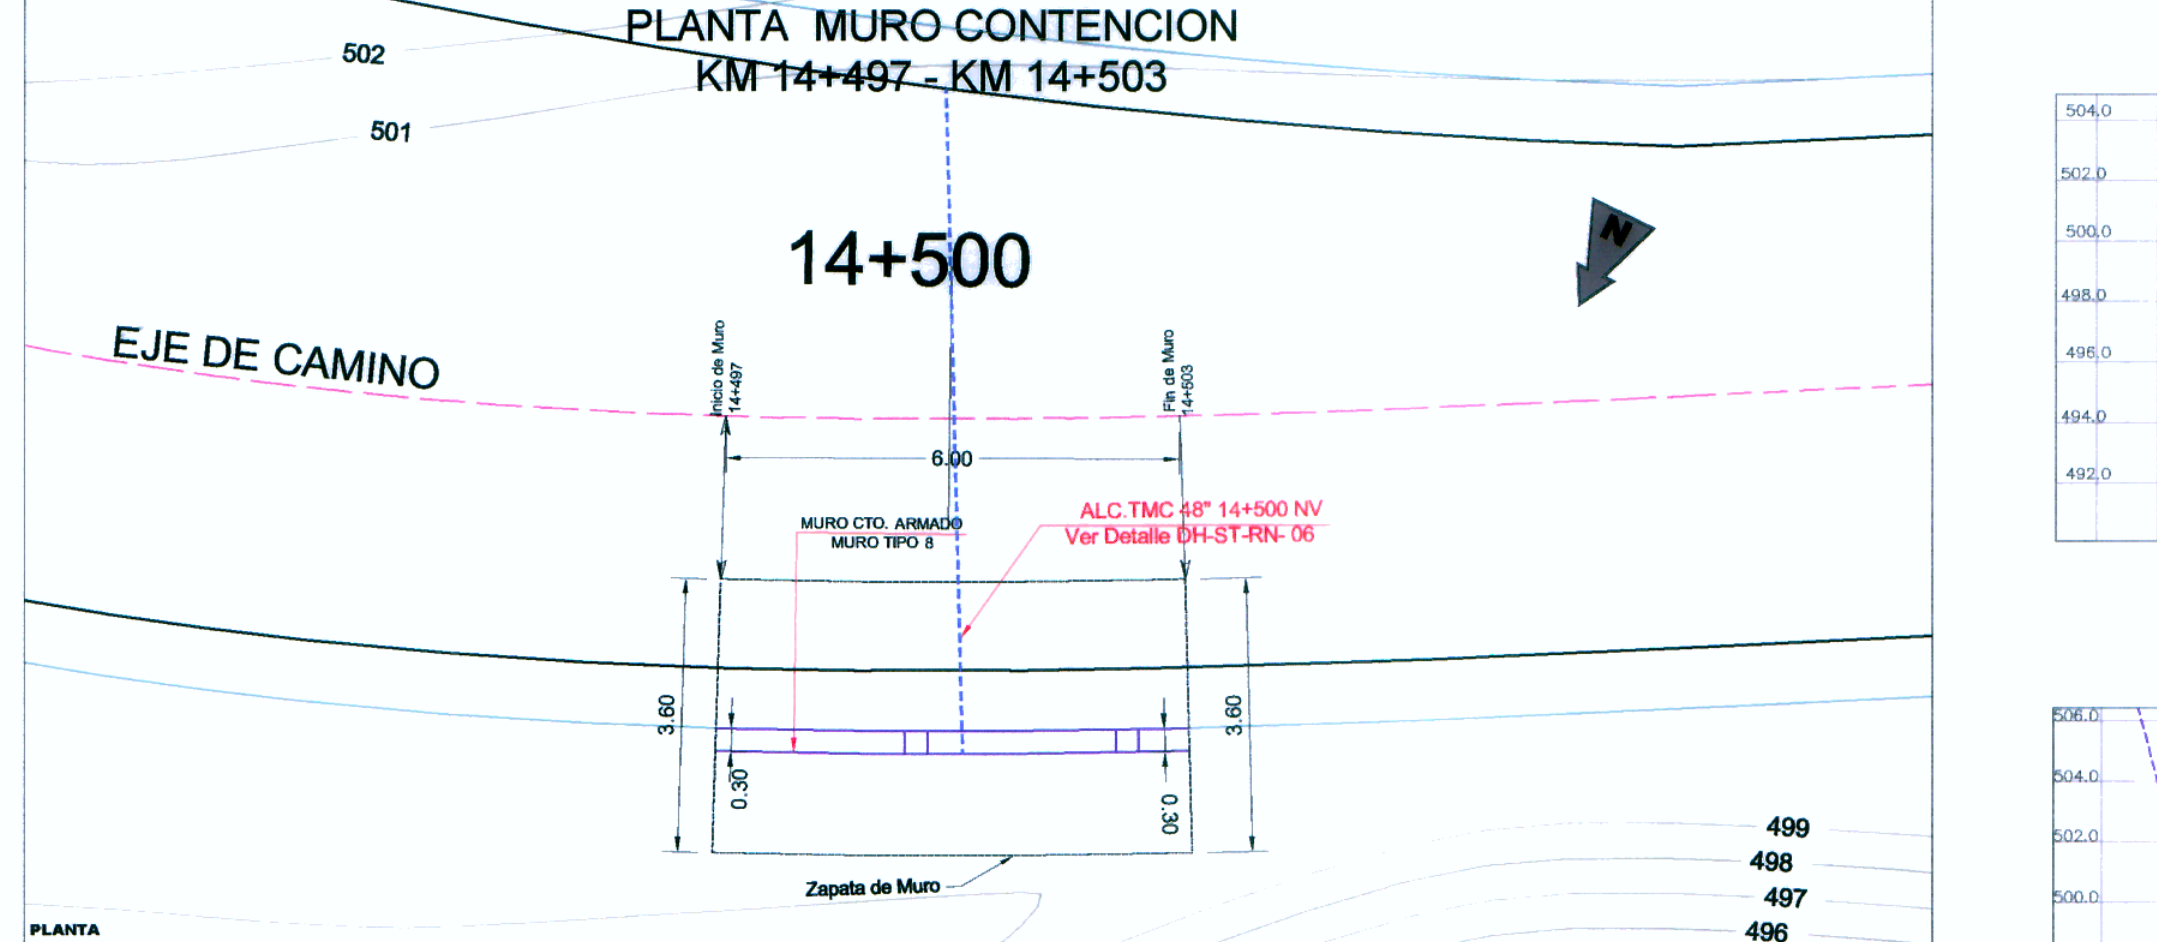 PLANTA MURO CONTENCION
KM 14+497 - KM 14+503
502
501
N
14+500
EJE DE CAMINO
Inicio de Muro
14+497
Fin de Muro
14+503
6.00
MURO CTO. ARMADO
MURO TIPO 8
ALC.TMC 48" 14+500 NV
Ver Detalle DH-ST-RN- 06
3.60
3.60
0.30
0.30
Zapata de Muro
499
498
497
496
PLANTA
504.0
502.0
500.0
498.0
496.0
494.0
492.0
506.0
504.0
502.0
500.0